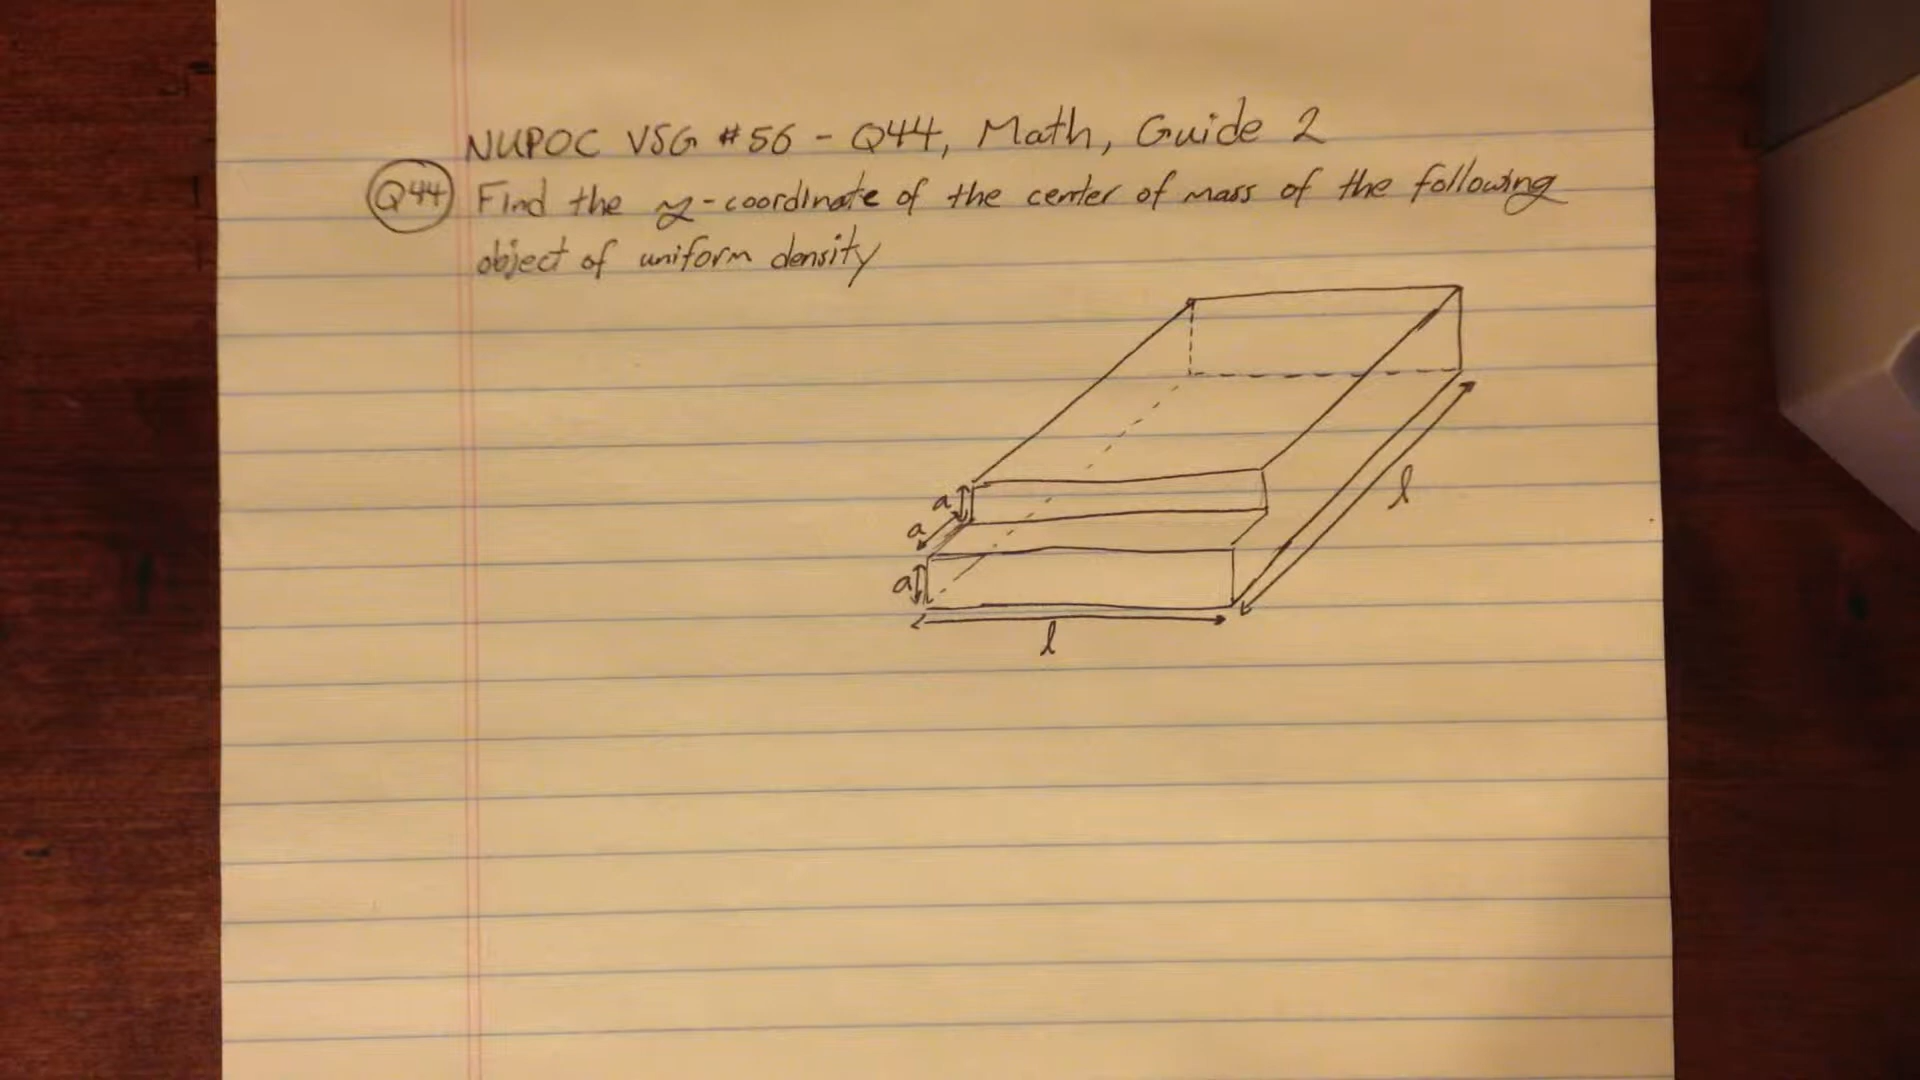 NUPOC VSG #56 - Q44, Math, Guide 2
Q44 Find the z-coordinate of the center of mass of the following
object of uniform density
a
a
l
a
l